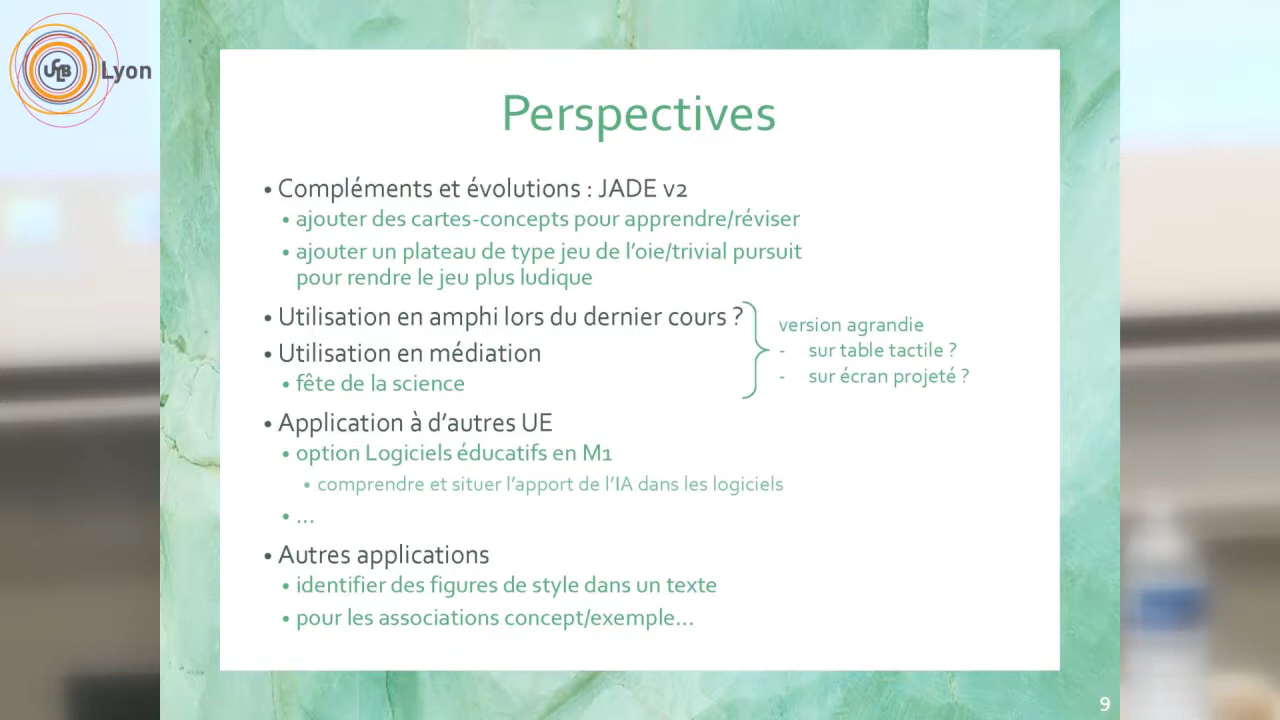 UCLB Lyon
Perspectives
• Compléments et évolutions : JADE v2
• ajouter des cartes-concepts pour apprendre/réviser
• ajouter un plateau de type jeu de l'oie/trivial pursuit
pour rendre le jeu plus ludique
• Utilisation en amphi lors du dernier cours ?
• Utilisation en médiation
• fête de la science
version agrandie
- sur table tactile ?
- sur écran projeté ?
• Application à d'autres UE
• option Logiciels éducatifs en M1
• comprendre et situer l'apport de l'IA dans les logiciels
• ...
• Autres applications
• identifier des figures de style dans un texte
• pour les associations concept/exemple...
9